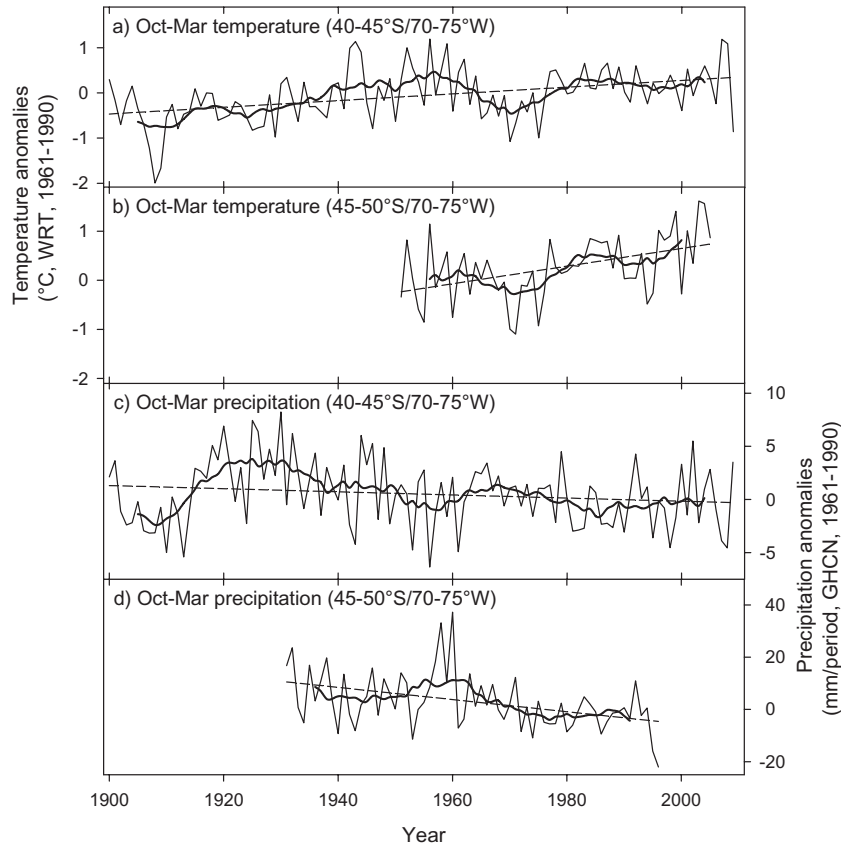 a) Oct-Mar temperature (40-45°S/70-75°W)
1
0
-1
-2
b) Oct-Mar temperature (45-50°S/70-75°W)
1
0
-1
-2
Temperature anomalies
(°C, WRT, 1961-1990)
c) Oct-Mar precipitation (40-45°S/70-75°W)
10
5
0
-5
d) Oct-Mar precipitation (45-50°S/70-75°W)
40
20
0
-20
Precipitation anomalies
(mm/period, GHCN, 1961-1990)
1900 1920 1940 1960 1980 2000
Year